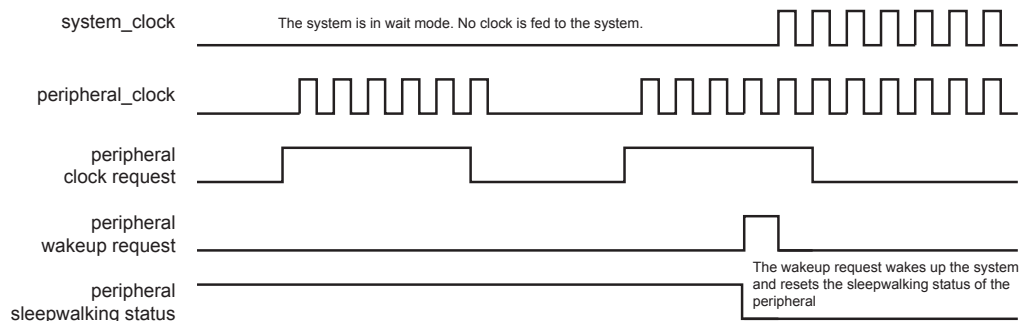 system_clock
The system is in wait mode. No clock is fed to the system.
peripheral_clock
peripheral
clock request
peripheral
wakeup request
The wakeup request wakes up the system
and resets the sleepwalking status of the
peripheral
peripheral
sleepwalking status